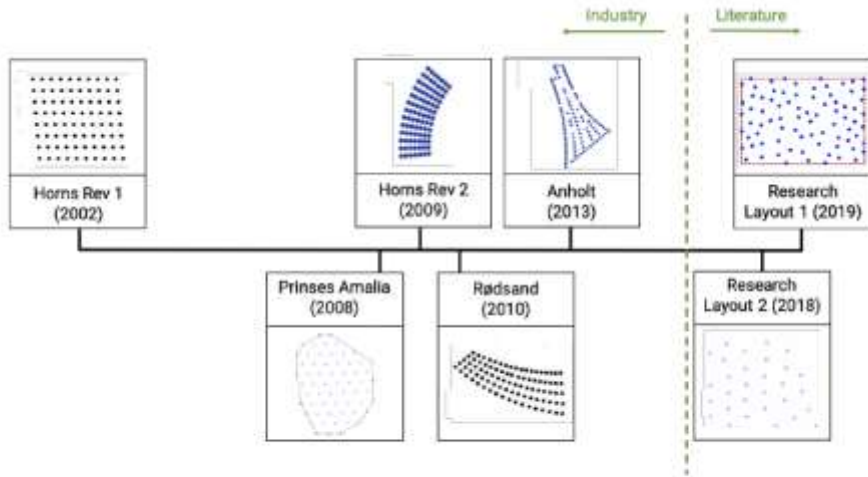 Industry
Literature
Horns Rev 1
(2002)
Horns Rev 2
(2009)
Anholt
(2013)
Research
Layout 1 (2019)
Prinses Amalia
(2008)
Rødsand
(2010)
Research
Layout 2 (2018)